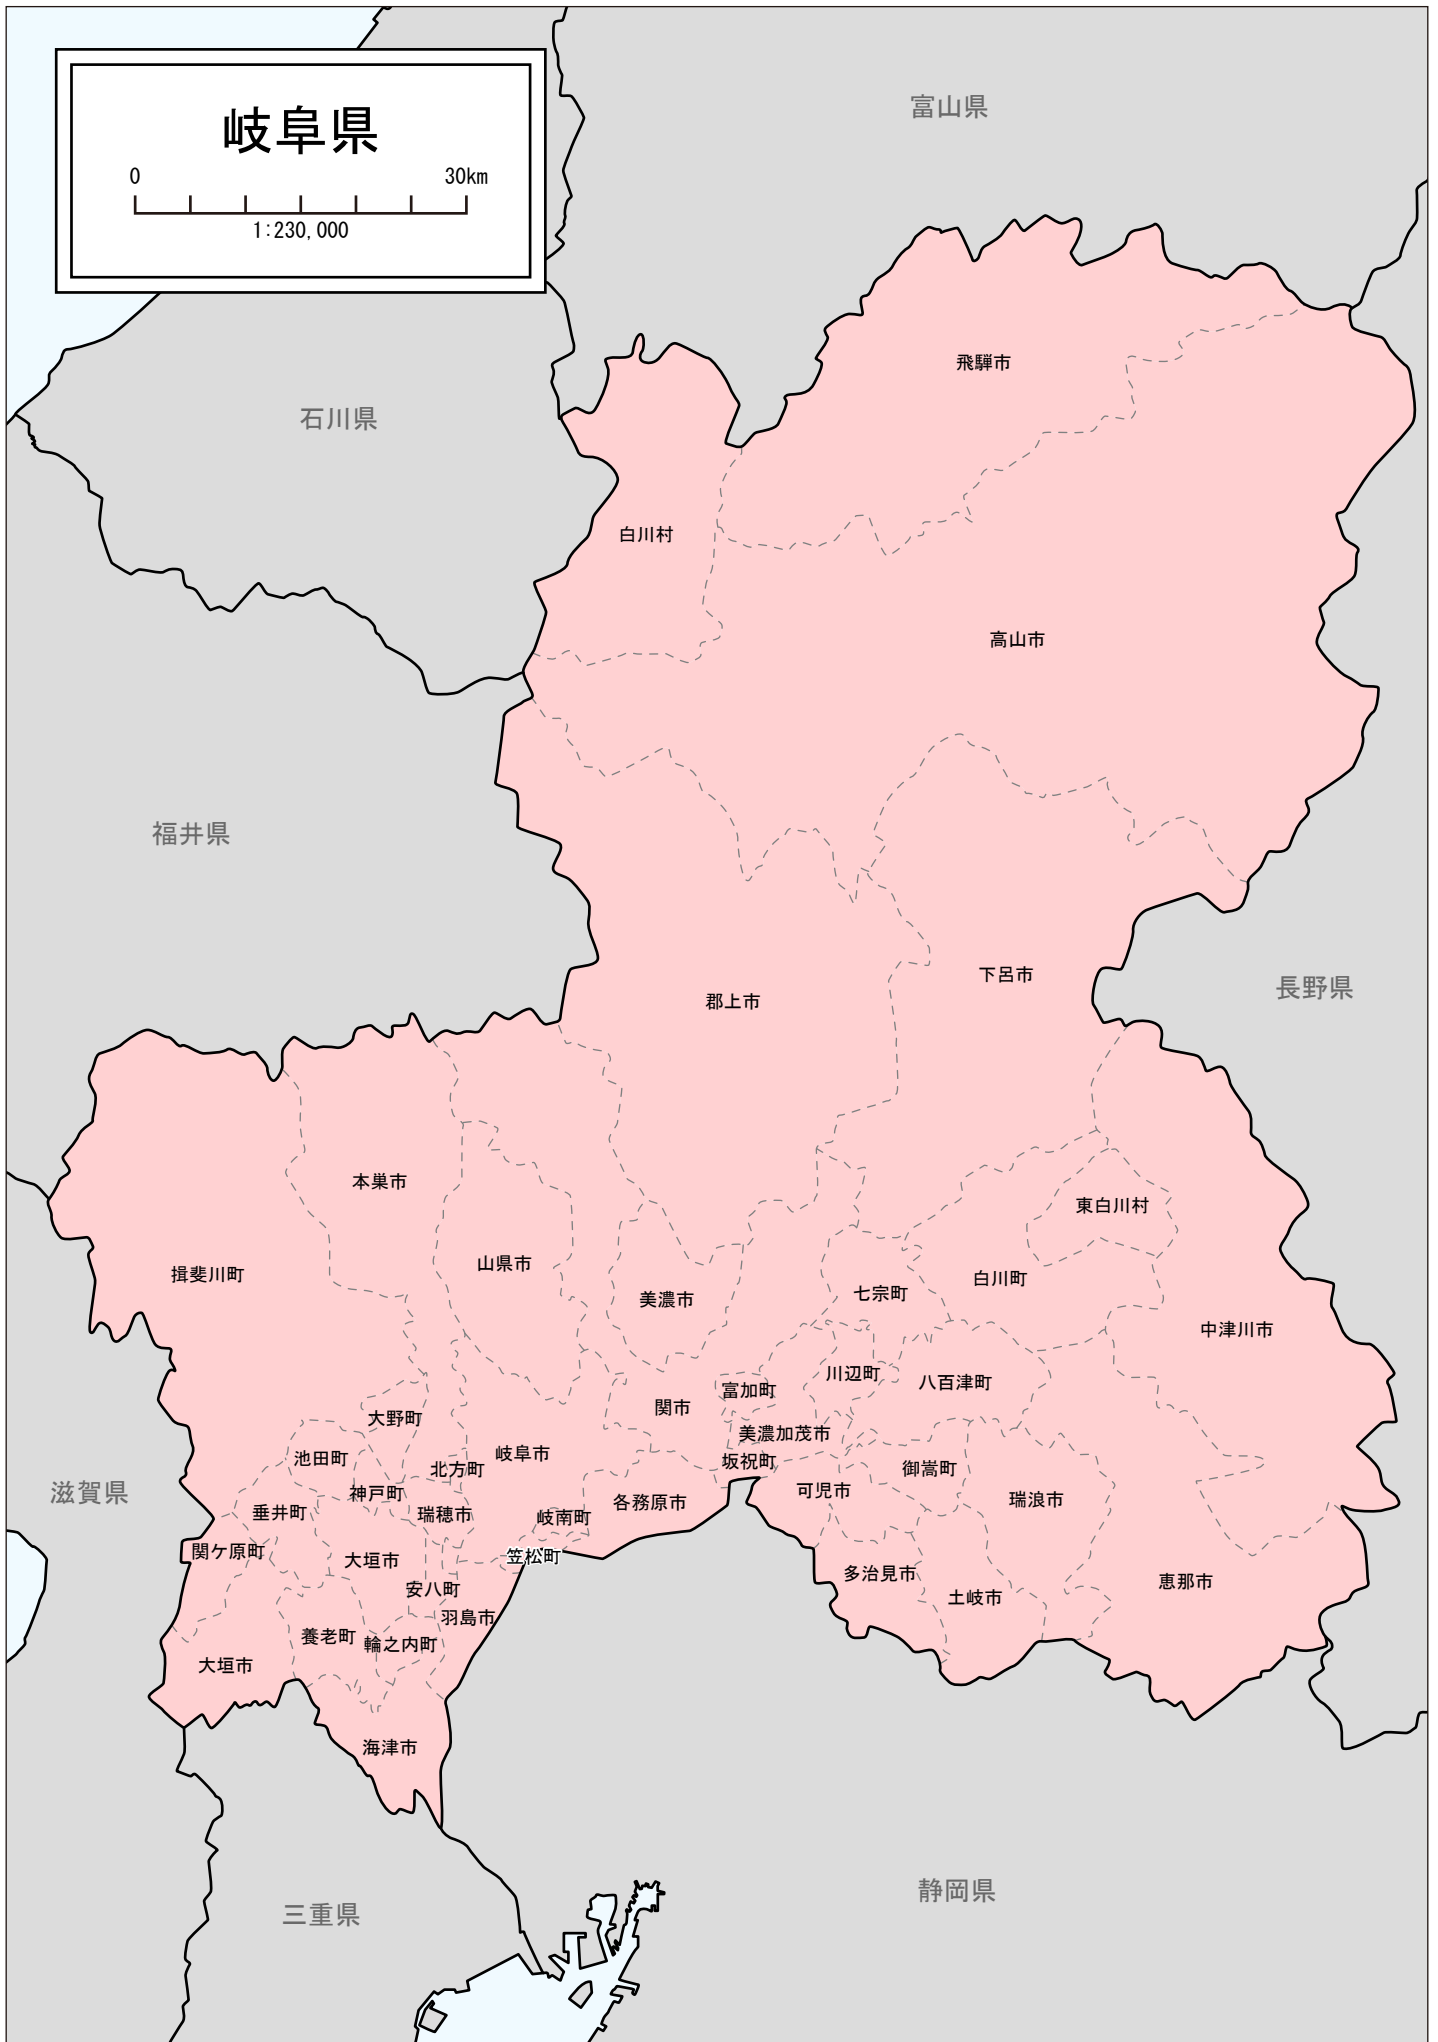 岐阜県
0 30km
1:230,000
富山県
飛騨市
石川県
白川村
高山市
福井県
下呂市
長野県
郡上市
本巣市
東白川村
山県市
揖斐川町
白川町
七宗町
美濃市
中津川市
川辺町
八百津町
富加町
関市
大野町
美濃加茂市
岐阜市
池田町
坂祝町
北方町
御嵩町
可児市
滋賀県
神戸町
瑞浪市
各務原市
垂井町
瑞穂市
岐南町
関ケ原町
笠松町
大垣市
多治見市
恵那市
安八町
土岐市
羽島市
養老町
輪之内町
大垣市
海津市
静岡県
三重県